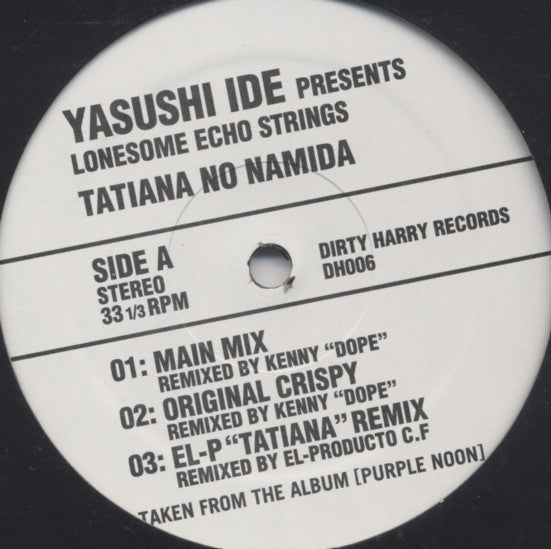 YASUSHI IDE PRESENTS
LONESOME ECHO STRINGS
TATIANA NO NAMIDA
SIDE A
STEREO
33 1/3 RPM
DIRTY HARRY RECORDS
DH006
01: MAIN MIX
REMIXED BY KENNY “DOPE”
02: ORIGINAL CRISPY
REMIXED BY KENNY “DOPE”
03: EL-P “TATIANA” REMIX
REMIXED BY EL-PRODUCTO C.F
TAKEN FROM THE ALBUM [PURPLE NOON]